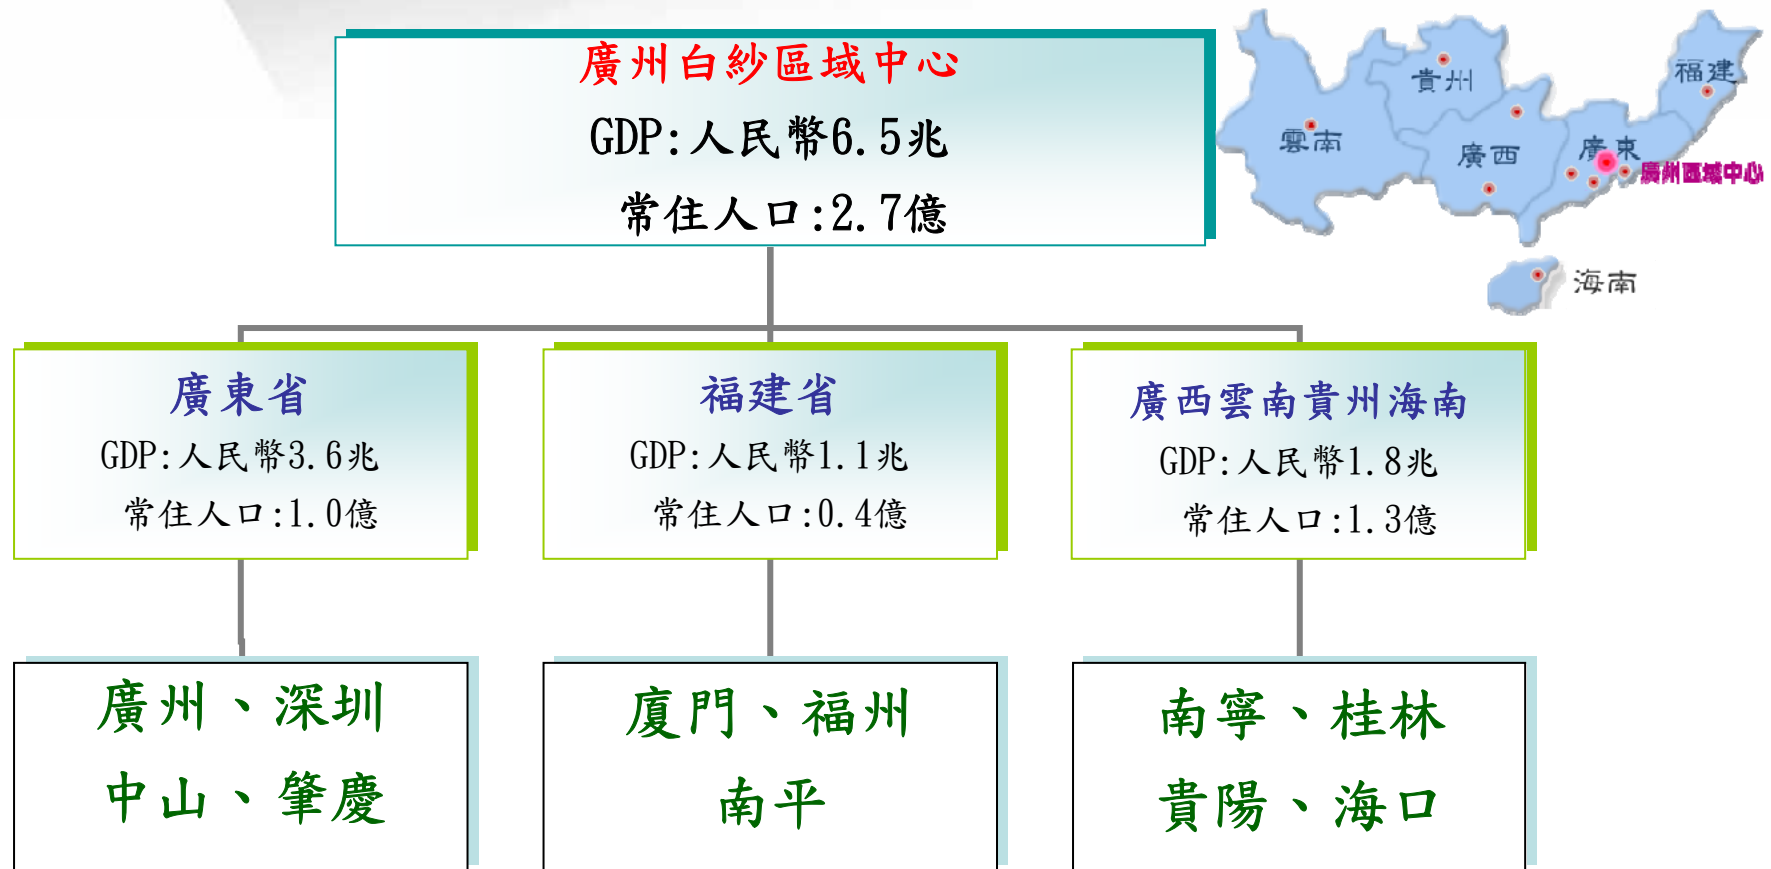 廣州白紗區域中心
GDP:人民幣6.5兆
常住人口:2.7億
貴州
福建
雲南
廣西
廣東
廣州區域中心
海南
廣東省
GDP:人民幣3.6兆
常住人口:1.0億
福建省
GDP:人民幣1.1兆
常住人口:0.4億
廣西雲南貴州海南
GDP:人民幣1.8兆
常住人口:1.3億
廣州、深圳
中山、肇慶
廈門、福州
南平
南寧、桂林
貴陽、海口